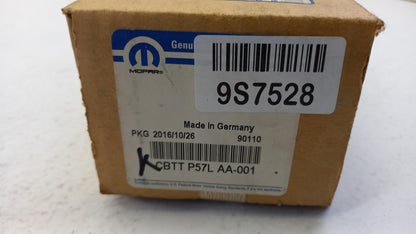 Genu
MOPAR
9S7528
Made in Germany
PKG 2016/10/26 90110
K
CBTT P57L AA-001